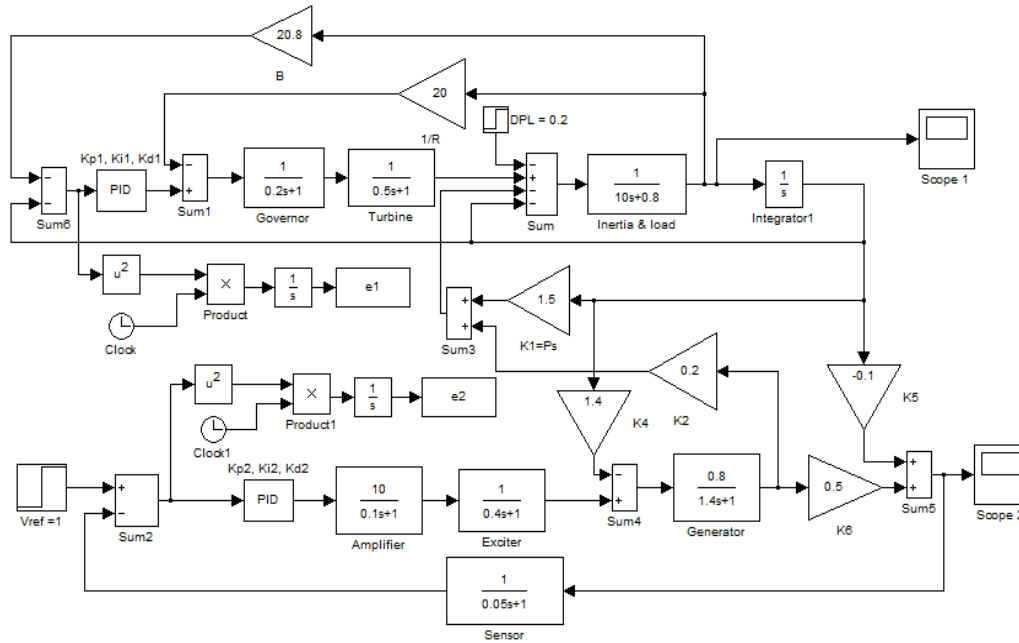 20.8
B
20
DPL = 0.2
1/R
Scope 1
Kp1, Ki1, Kd1
−
−
Sum6
PID
−
+
Sum1
1
0.2s+1
Governor
1
0.5s+1
Turbine
−
+
−
−
Sum
1
10s+0.8
Inertia & load
1
s
Integrator1
u2
×
Product
1
s
e1
Clock
+
+
Sum3
1.5
K1=Ps
0.2
K2
1.4
K4
-0.1
K5
u2
×
Product1
1
s
e2
Clock1
Kp2, Ki2, Kd2
Vref =1
+
−
Sum2
PID
10
0.1s+1
Amplifier
1
0.4s+1
Exciter
−
+
Sum4
0.8
1.4s+1
Generator
0.5
K6
+
+
Sum5
Scope 2
1
0.05s+1
Sensor